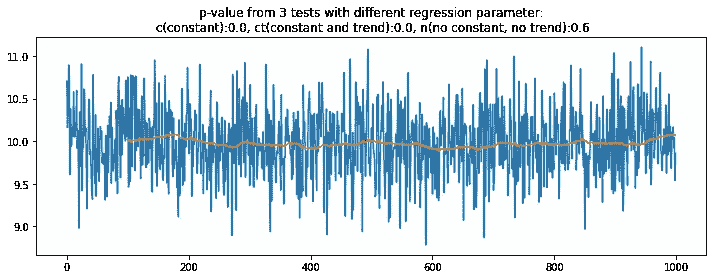 p-value from 3 tests with different regression parameter:
c(constant):0.0, ct(constant and trend):0.0, n(no constant, no trend):0.6
11.0
10.5
10.0
9.5
9.0
0 200 400 600 800 1000